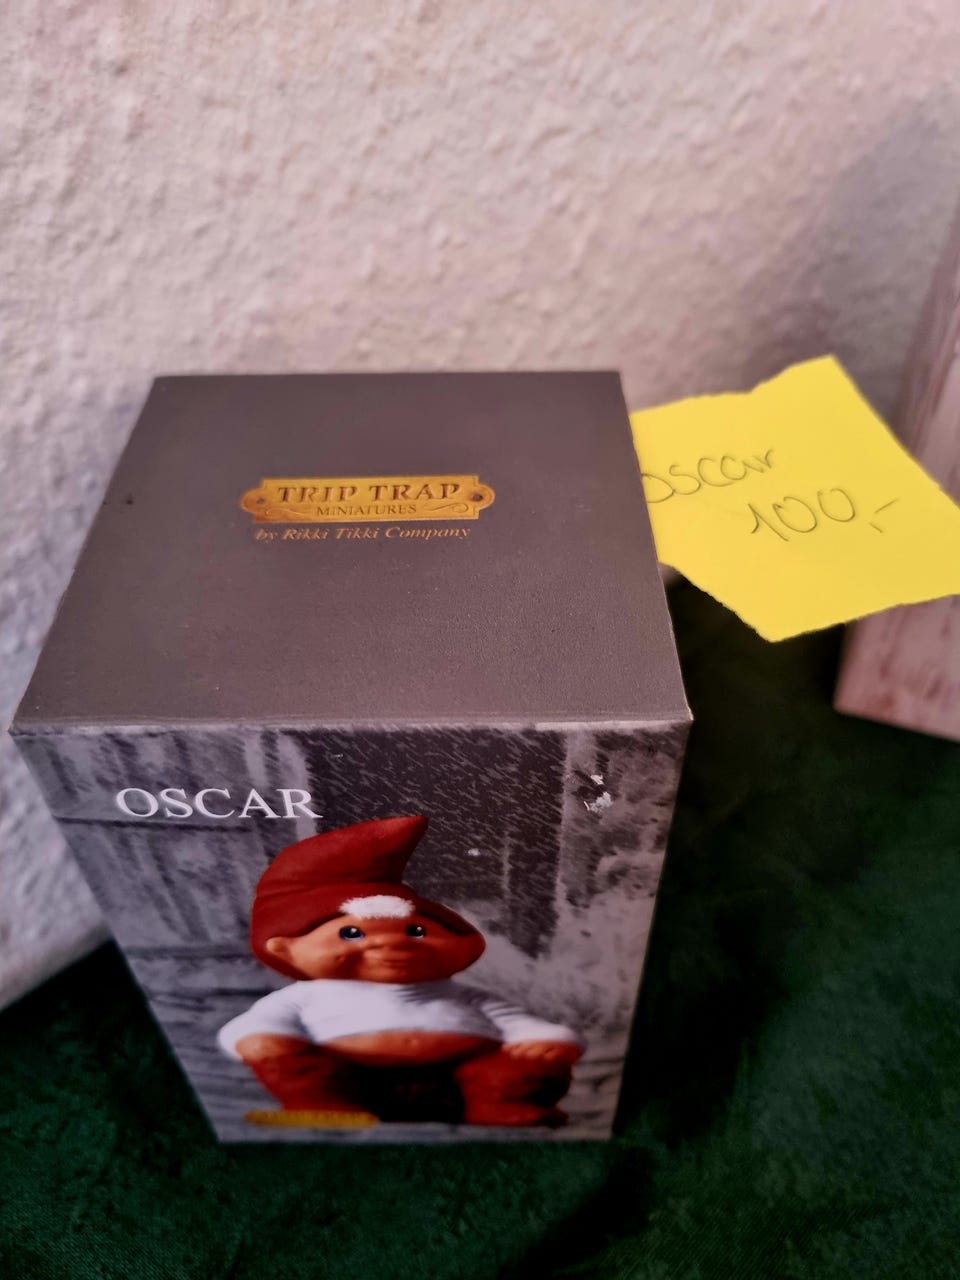 TRIP TRAP
MINIATURES
by Rikki Tikki Company
oscar
100,-
OSCAR